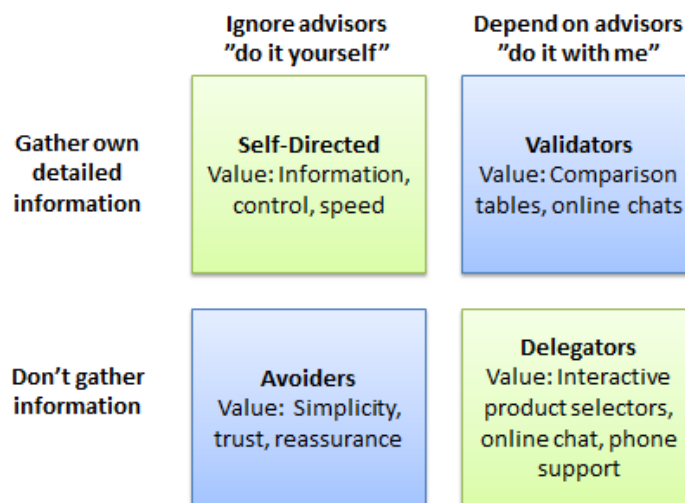 Ignore advisors
”do it yourself”
Depend on advisors
”do it with me”
Gather own
detailed
information
Self-Directed
Value: Information,
control, speed
Validators
Value: Comparison
tables, online chats
Don’t gather
information
Avoiders
Value: Simplicity,
trust, reassurance
Delegators
Value: Interactive
product selectors,
online chat, phone
support